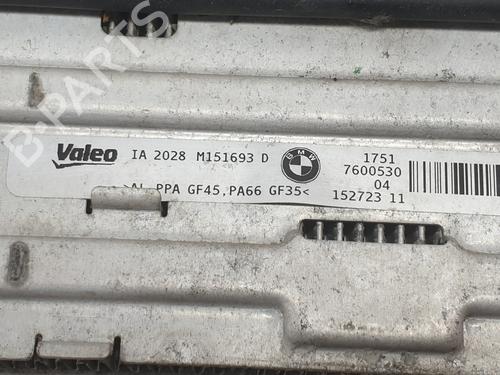 Valeo IA 2028 M151693 D BMW 1751
7600530
04
>AL, PPA GF45,PA66 GF35< 152723 11
B-PARTS